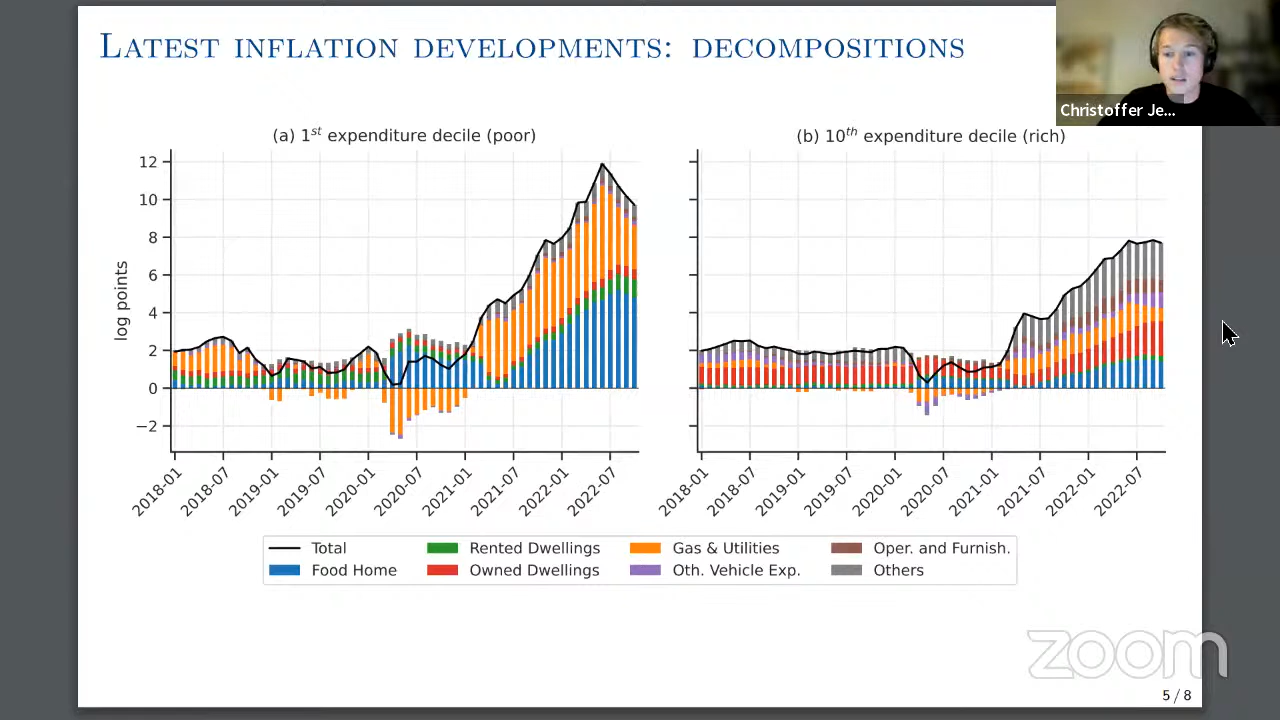 LATEST INFLATION DEVELOPMENTS: DECOMPOSITIONS
Christoffer Je...
(a) 1st expenditure decile (poor)
(b) 10th expenditure decile (rich)
log points
12
10
8
6
4
2
0
−2
2018-01
2018-07
2019-01
2019-07
2020-01
2020-07
2021-01
2021-07
2022-01
2022-07
2018-01
2018-07
2019-01
2019-07
2020-01
2020-07
2021-01
2021-07
2022-01
2022-07
Total
Rented Dwellings
Gas & Utilities
Oper. and Furnish.
Food Home
Owned Dwellings
Oth. Vehicle Exp.
Others
zoom
5 / 8